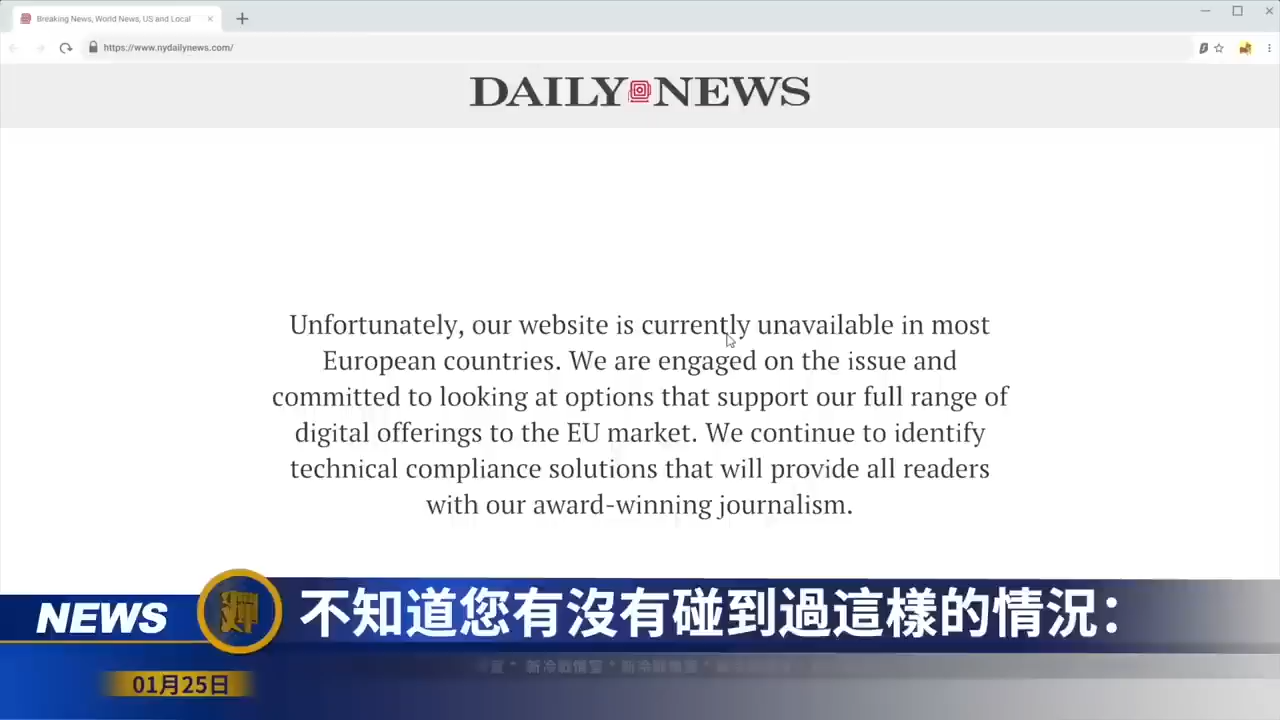 Breaking News, World News, US and Local
https://www.nydailynews.com/
DAILY NEWS
Unfortunately, our website is currently unavailable in most
European countries. We are engaged on the issue and
committed to looking at options that support our full range of
digital offerings to the EU market. We continue to identify
technical compliance solutions that will provide all readers
with our award-winning journalism.
NEWS
不知道您有沒有碰到過這樣的情況：
01月25日